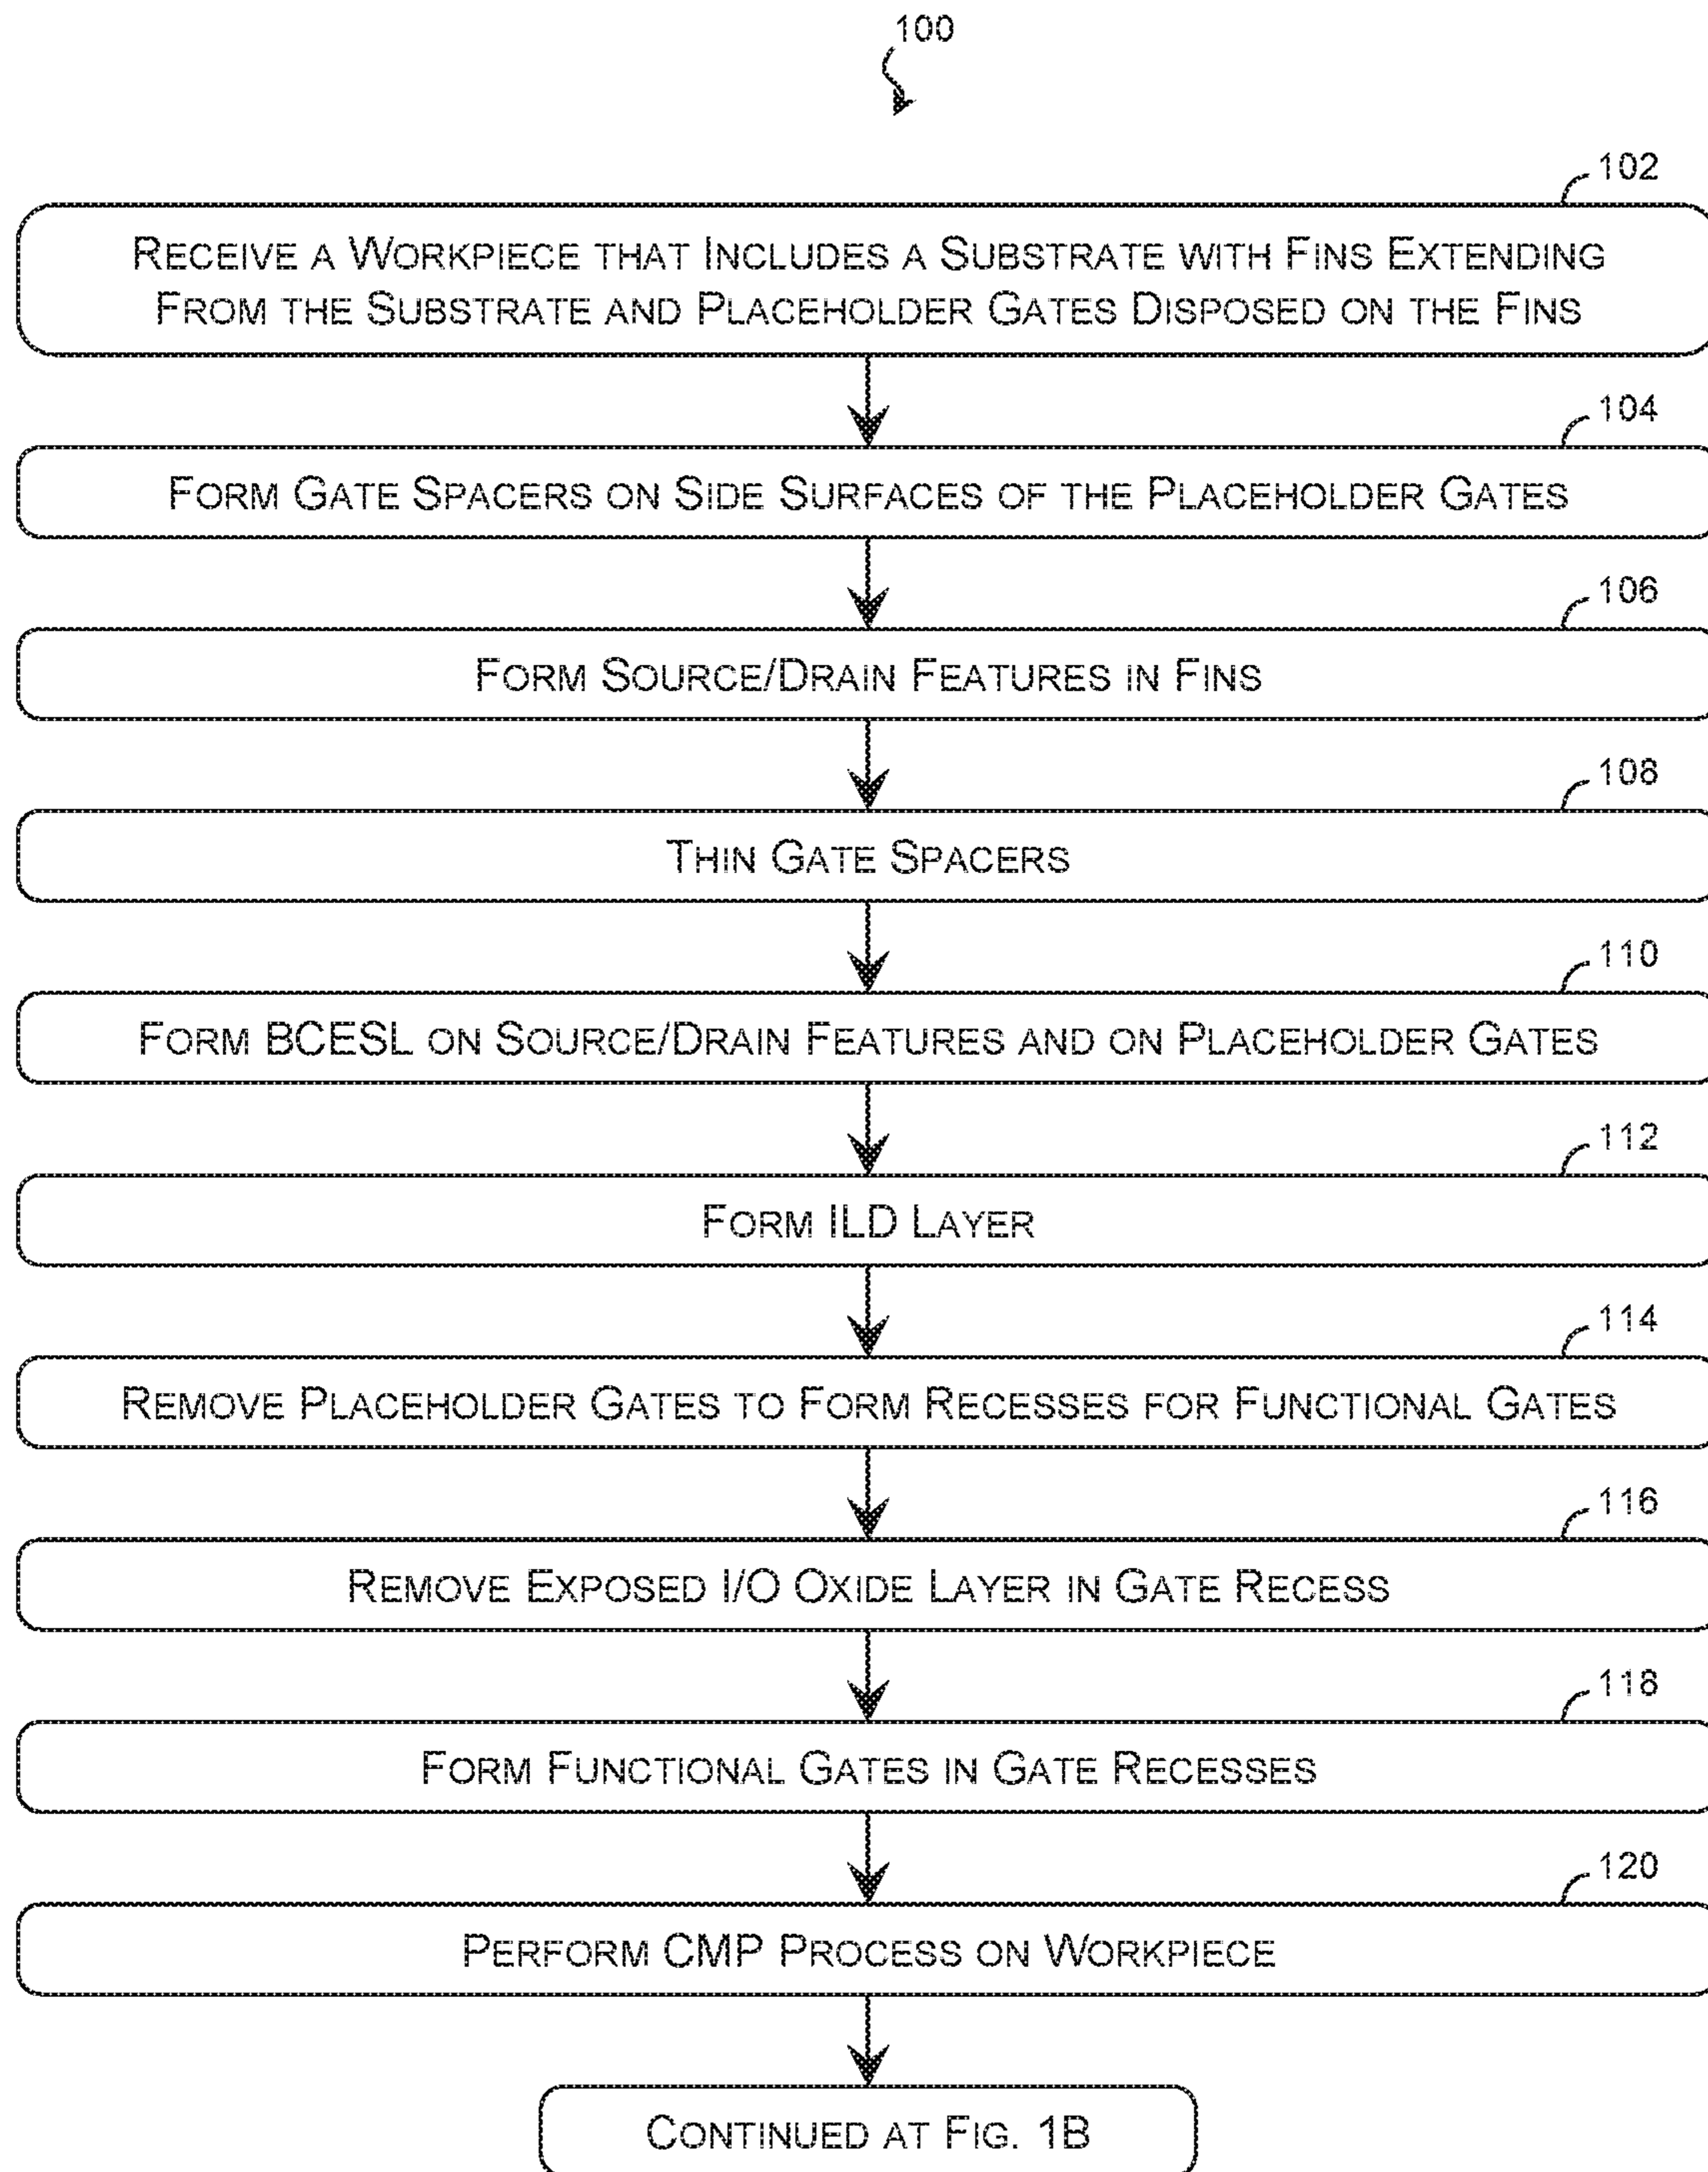 100
102
RECEIVE A WORKPIECE THAT INCLUDES A SUBSTRATE WITH FINS EXTENDING
FROM THE SUBSTRATE AND PLACEHOLDER GATES DISPOSED ON THE FINS
104
FORM GATE SPACERS ON SIDE SURFACES OF THE PLACEHOLDER GATES
106
FORM SOURCE/DRAIN FEATURES IN FINS
108
THIN GATE SPACERS
110
FORM BCESL ON SOURCE/DRAIN FEATURES AND ON PLACEHOLDER GATES
112
FORM ILD LAYER
114
REMOVE PLACEHOLDER GATES TO FORM RECESSES FOR FUNCTIONAL GATES
116
REMOVE EXPOSED I/O OXIDE LAYER IN GATE RECESS
118
FORM FUNCTIONAL GATES IN GATE RECESSES
120
PERFORM CMP PROCESS ON WORKPIECE
CONTINUED AT FIG. 1B